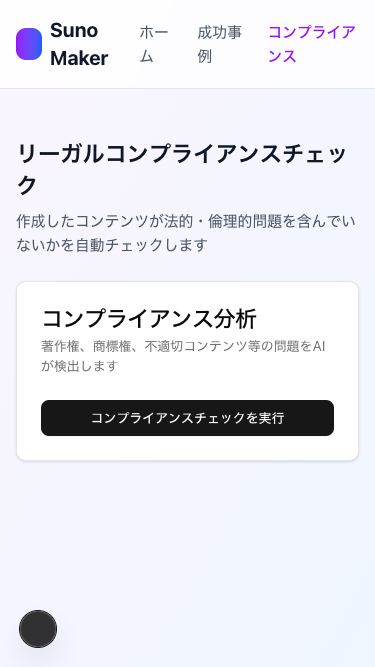 Suno
Maker
ホー
ム
成功事
例
コンプライア
ンス
リーガルコンプライアンスチェッ
ク
作成したコンテンツが法的・倫理的問題を含んでい
ないかを自動チェックします
コンプライアンス分析
著作権、商標権、不適切コンテンツ等の問題をAI
が検出します
コンプライアンスチェックを実行